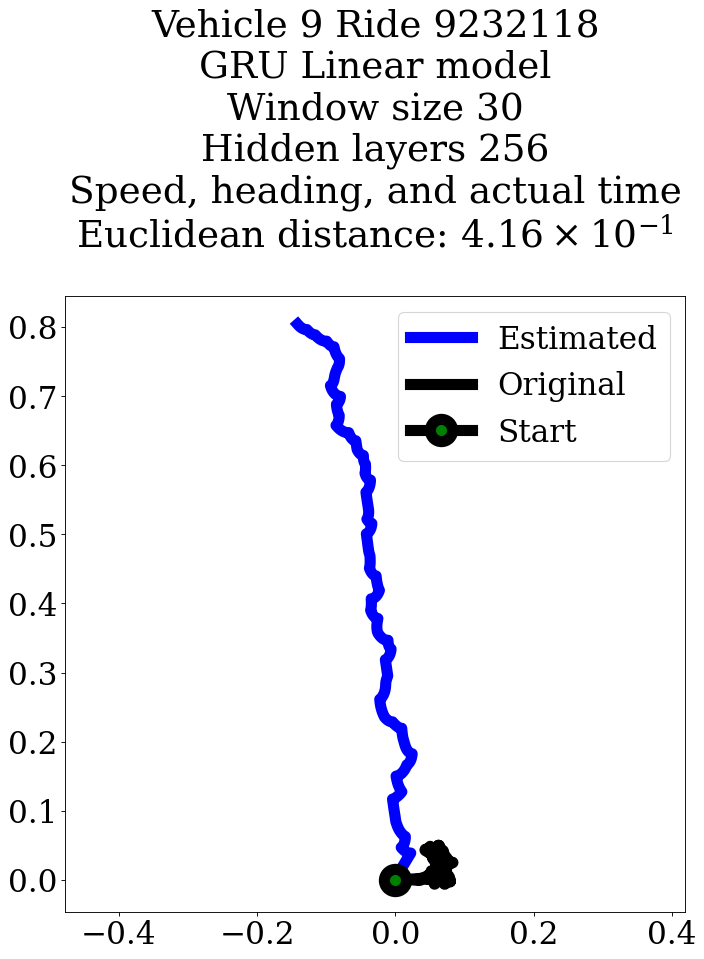 Vehicle 9 Ride 9232118
GRU Linear model
Window size 30
Hidden layers 256
Speed, heading, and actual time
Euclidean distance: 4.16 × 10⁻¹
Estimated
Original
Start
0.8
0.7
0.6
0.5
0.4
0.3
0.2
0.1
0.0
−0.4 −0.2 0.0 0.2 0.4